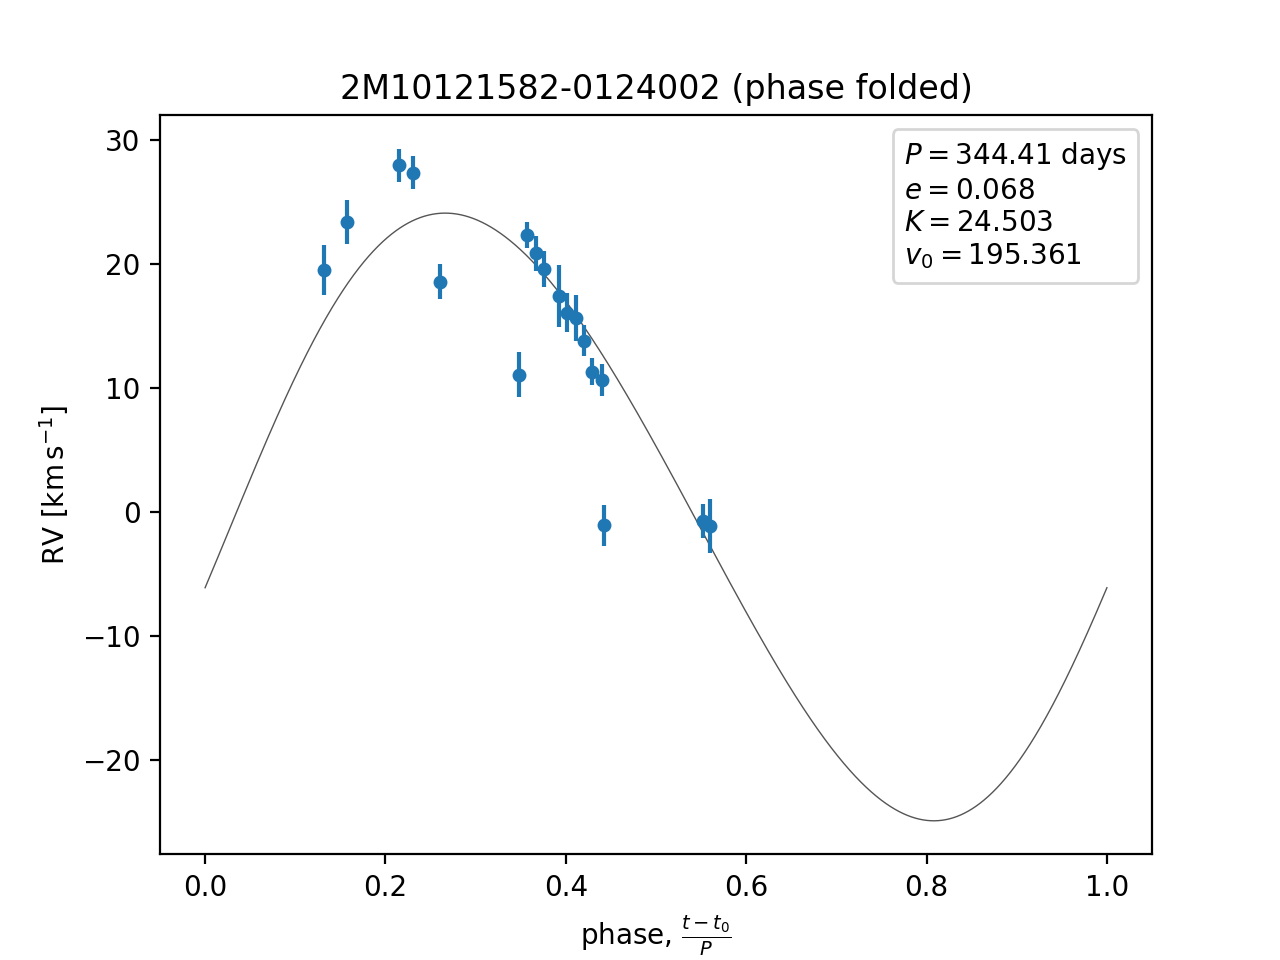 2M10121582-0124002 (phase folded)
P = 344.41 days
e = 0.068
K = 24.503
v₀ = 195.361
30
20
10
0
−10
−20
RV [km s⁻¹]
0.0 0.2 0.4 0.6 0.8 1.0
phase, (t − t₀)/P